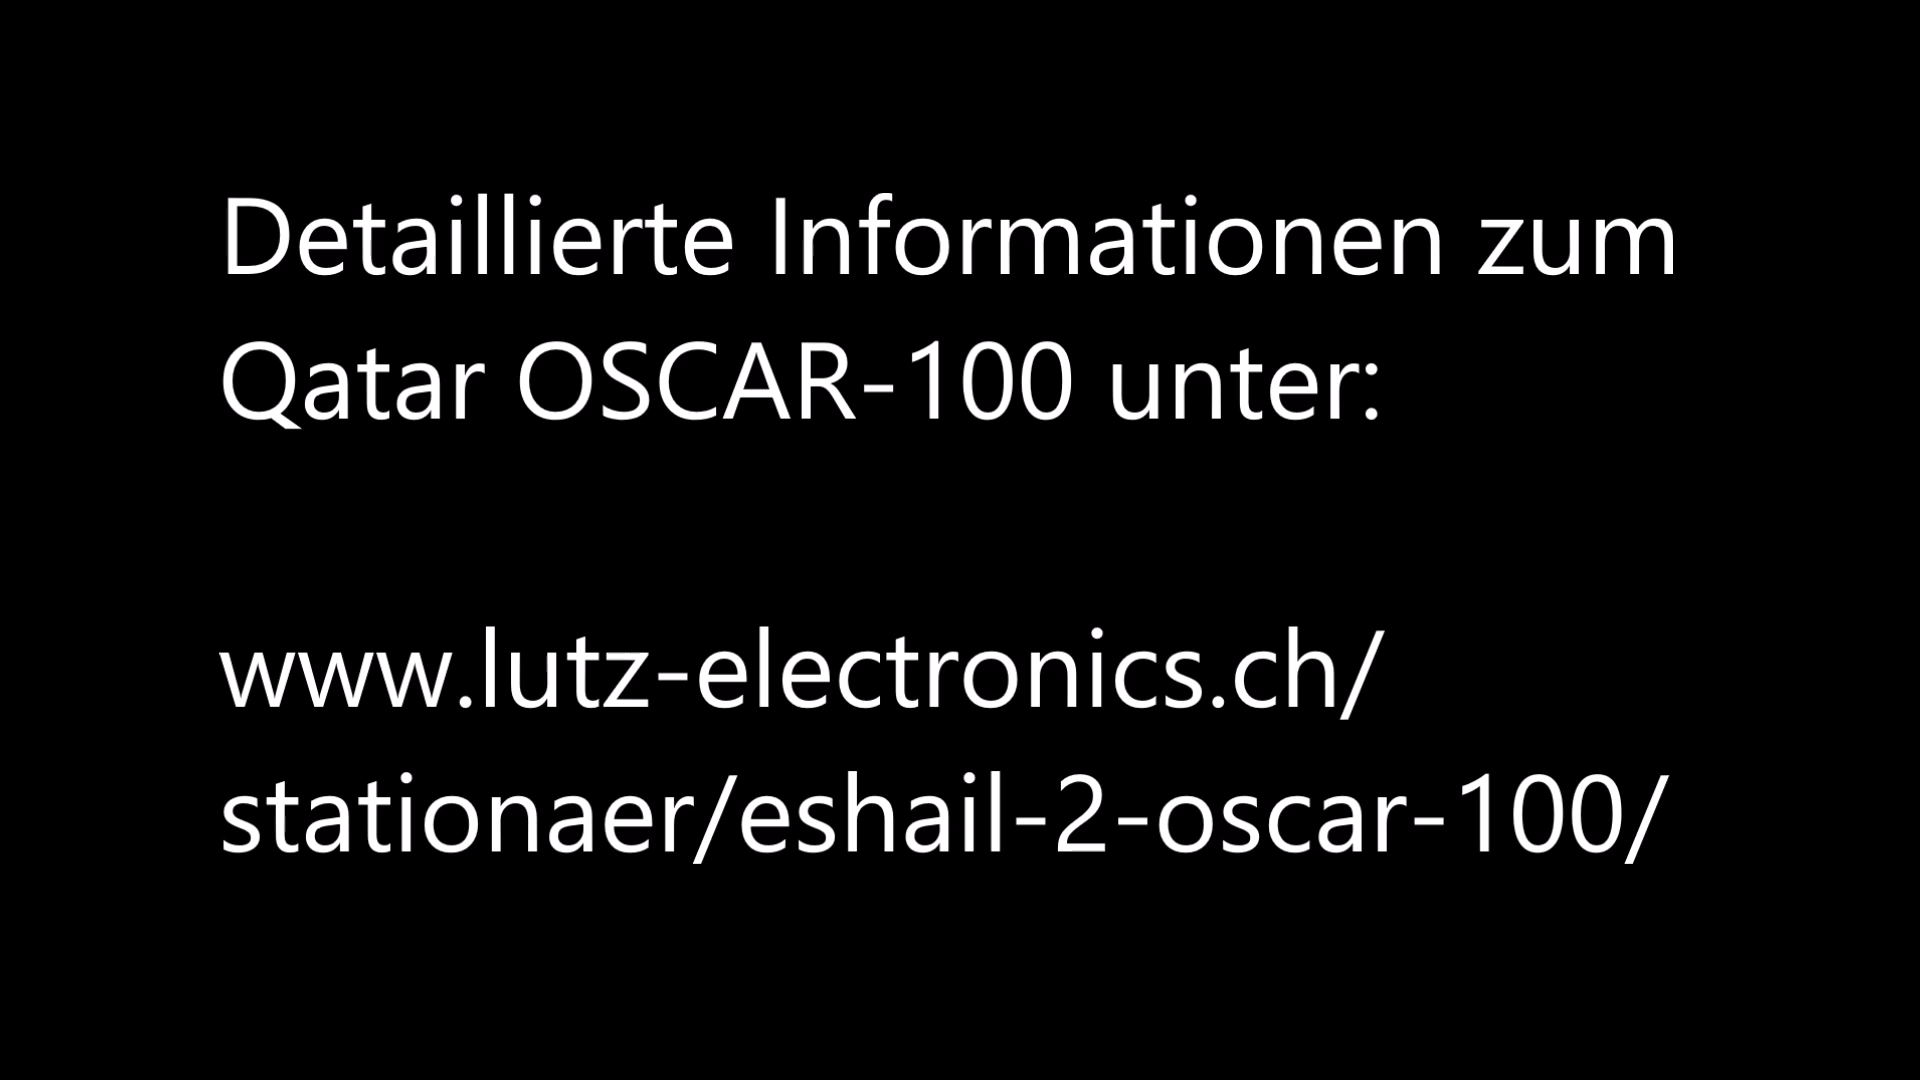 Detaillierte Informationen zum
Qatar OSCAR-100 unter:
www.lutz-electronics.ch/
stationaer/eshail-2-oscar-100/